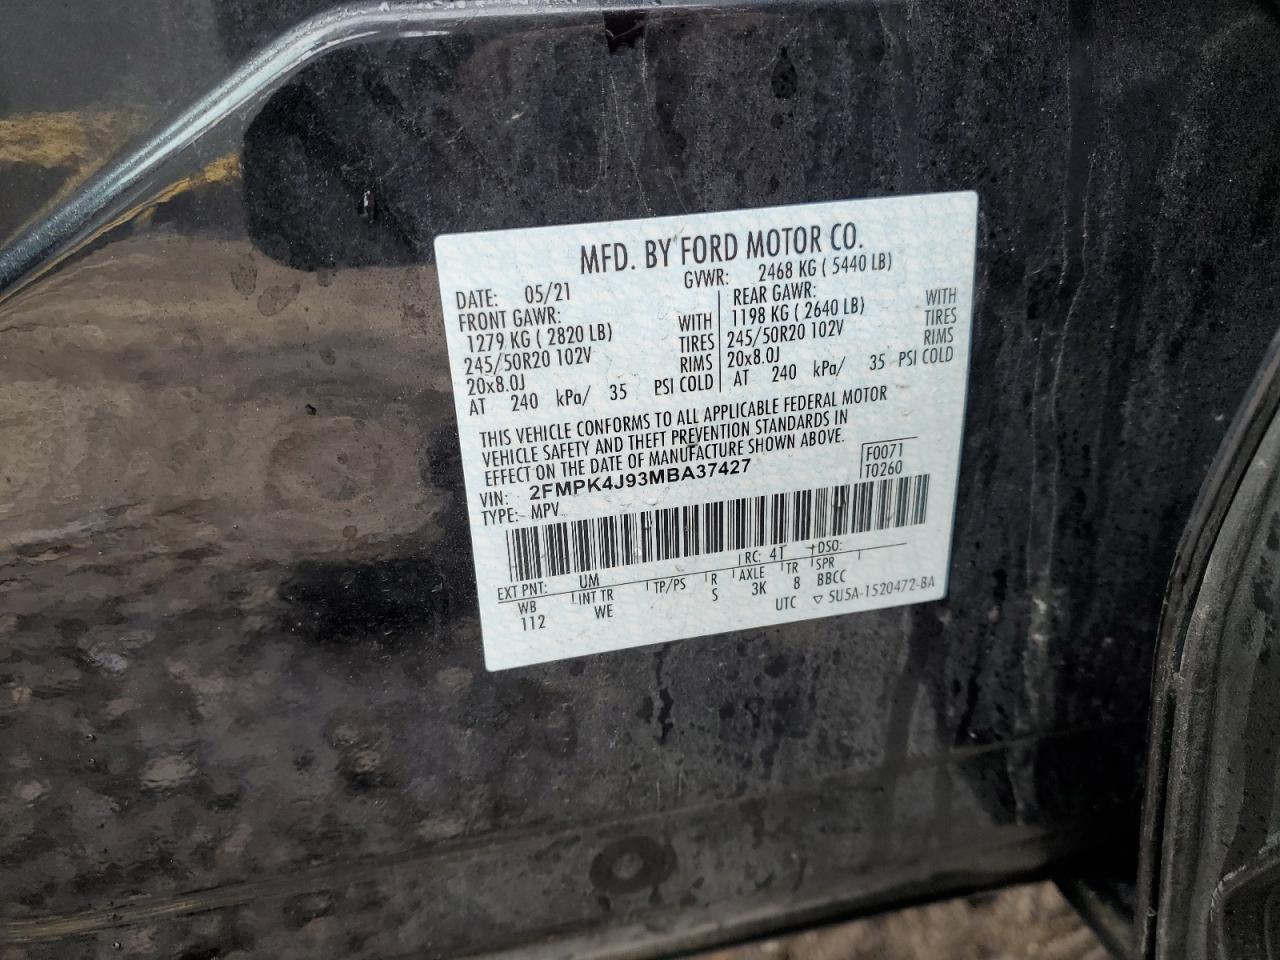 MFD. BY FORD MOTOR CO.
DATE: 05/21 GVWR: 2468 KG ( 5440 LB)
FRONT GAWR:
1279 KG ( 2820 LB) WITH
245/50R20 102V TIRES
20x8.0J RIMS
AT 240 kPa/ 35 PSI COLD
REAR GAWR:
1198 KG ( 2640 LB) WITH
245/50R20 102V TIRES
20x8.0J RIMS
AT 240 kPa/ 35 PSI COLD
THIS VEHICLE CONFORMS TO ALL APPLICABLE FEDERAL MOTOR
VEHICLE SAFETY AND THEFT PREVENTION STANDARDS IN
EFFECT ON THE DATE OF MANUFACTURE SHOWN ABOVE.
VIN: 2FMPK4J93MBA37427
TYPE: MPV
F0071
T0260
EXT PNT: UM RC: 4T DSO:
WB INT TR TP/PS R AXLE TR SPR
112 WE S 3K 8 BBCC
UTC ▽ 5U5A-1520472-BA